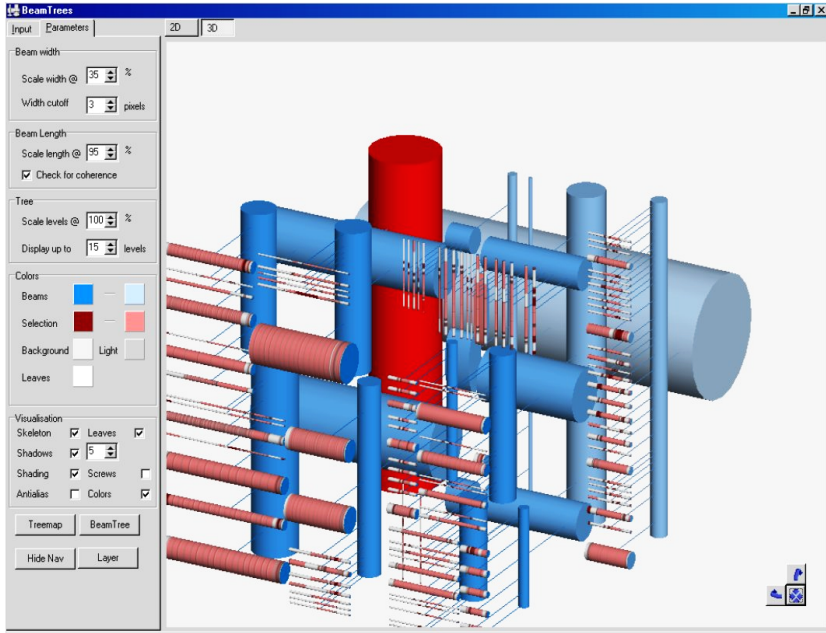 BeamTrees
Input Parameters 2D 3D
Beam width
Scale width @ 35 %
Width cutoff 3 pixels
Beam Length
Scale length @ 95 %
Check for coherence
Tree
Scale levels @ 100 %
Display up to 15 levels
Colors
Beams —
Selection —
Background Light
Leaves
Visualisation
Skeleton Leaves
Shadows 5
Shading Screws
Antialias Colors
Treemap BeamTree
Hide Nav Layer